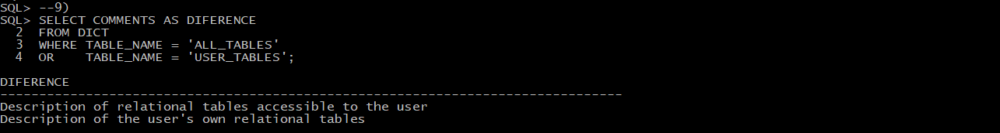 SQL> --9)
SQL> SELECT COMMENTS AS DIFERENCE
  2  FROM DICT
  3  WHERE TABLE_NAME = 'ALL_TABLES'
  4  OR    TABLE_NAME = 'USER_TABLES';
DIFERENCE
--------------------------------------------------------------------------------
Description of relational tables accessible to the user
Description of the user's own relational tables